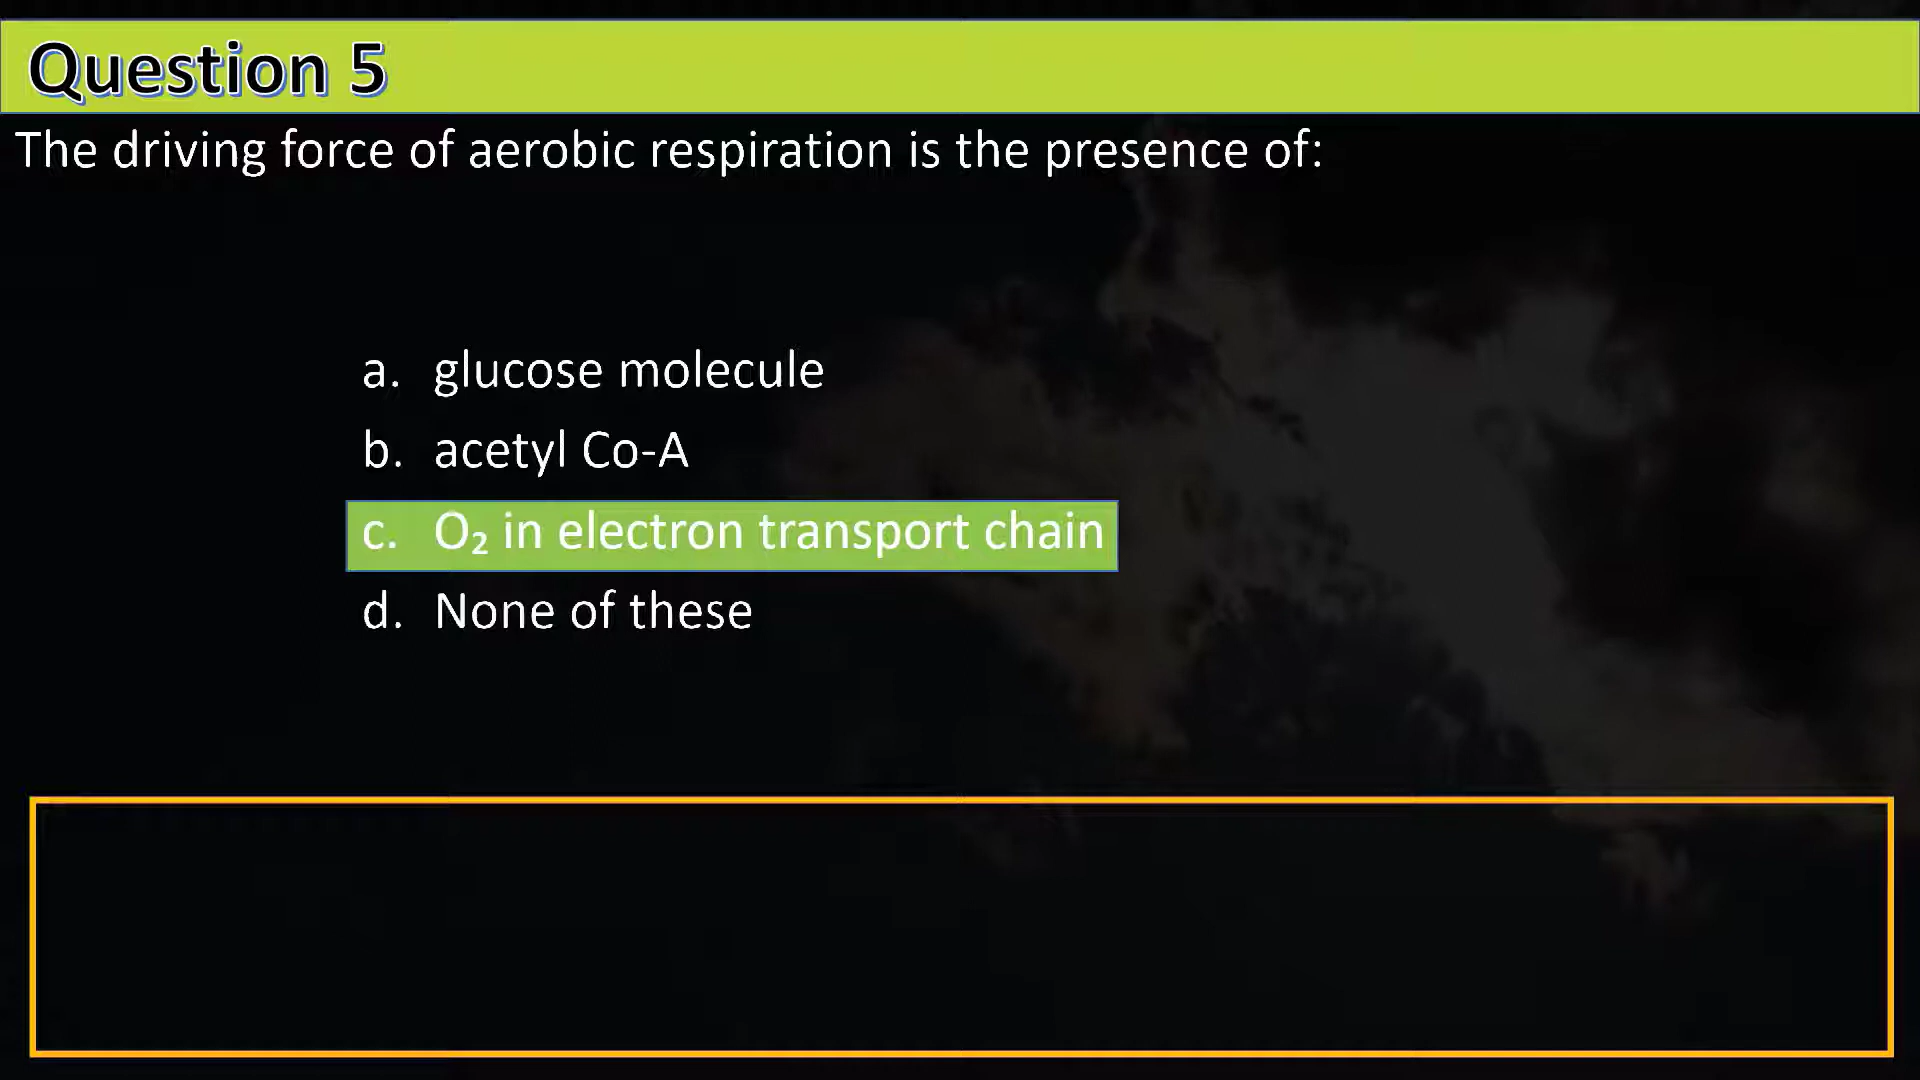 Question 5
The driving force of aerobic respiration is the presence of:
a. glucose molecule
b. acetyl Co-A
c. O₂ in electron transport chain
d. None of these